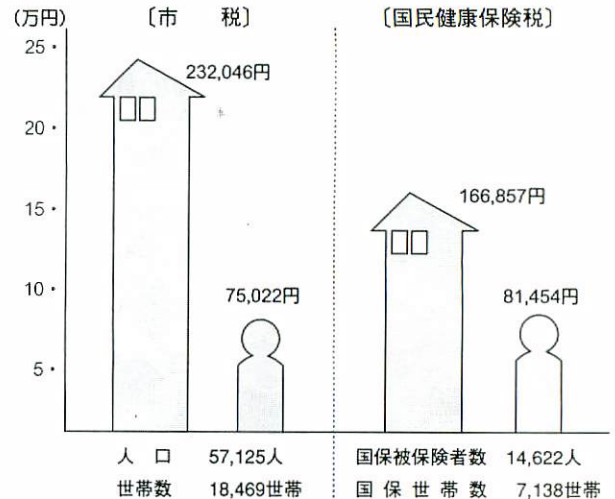 (万円)
〔市 税〕
〔国民健康保険税〕
25
20
15
10
5
232,046円
75,022円
166,857円
81,454円
人 口 57,125人
世帯数 18,469世帯
国保被保険者数 14,622人
国保世帯数 7,138世帯